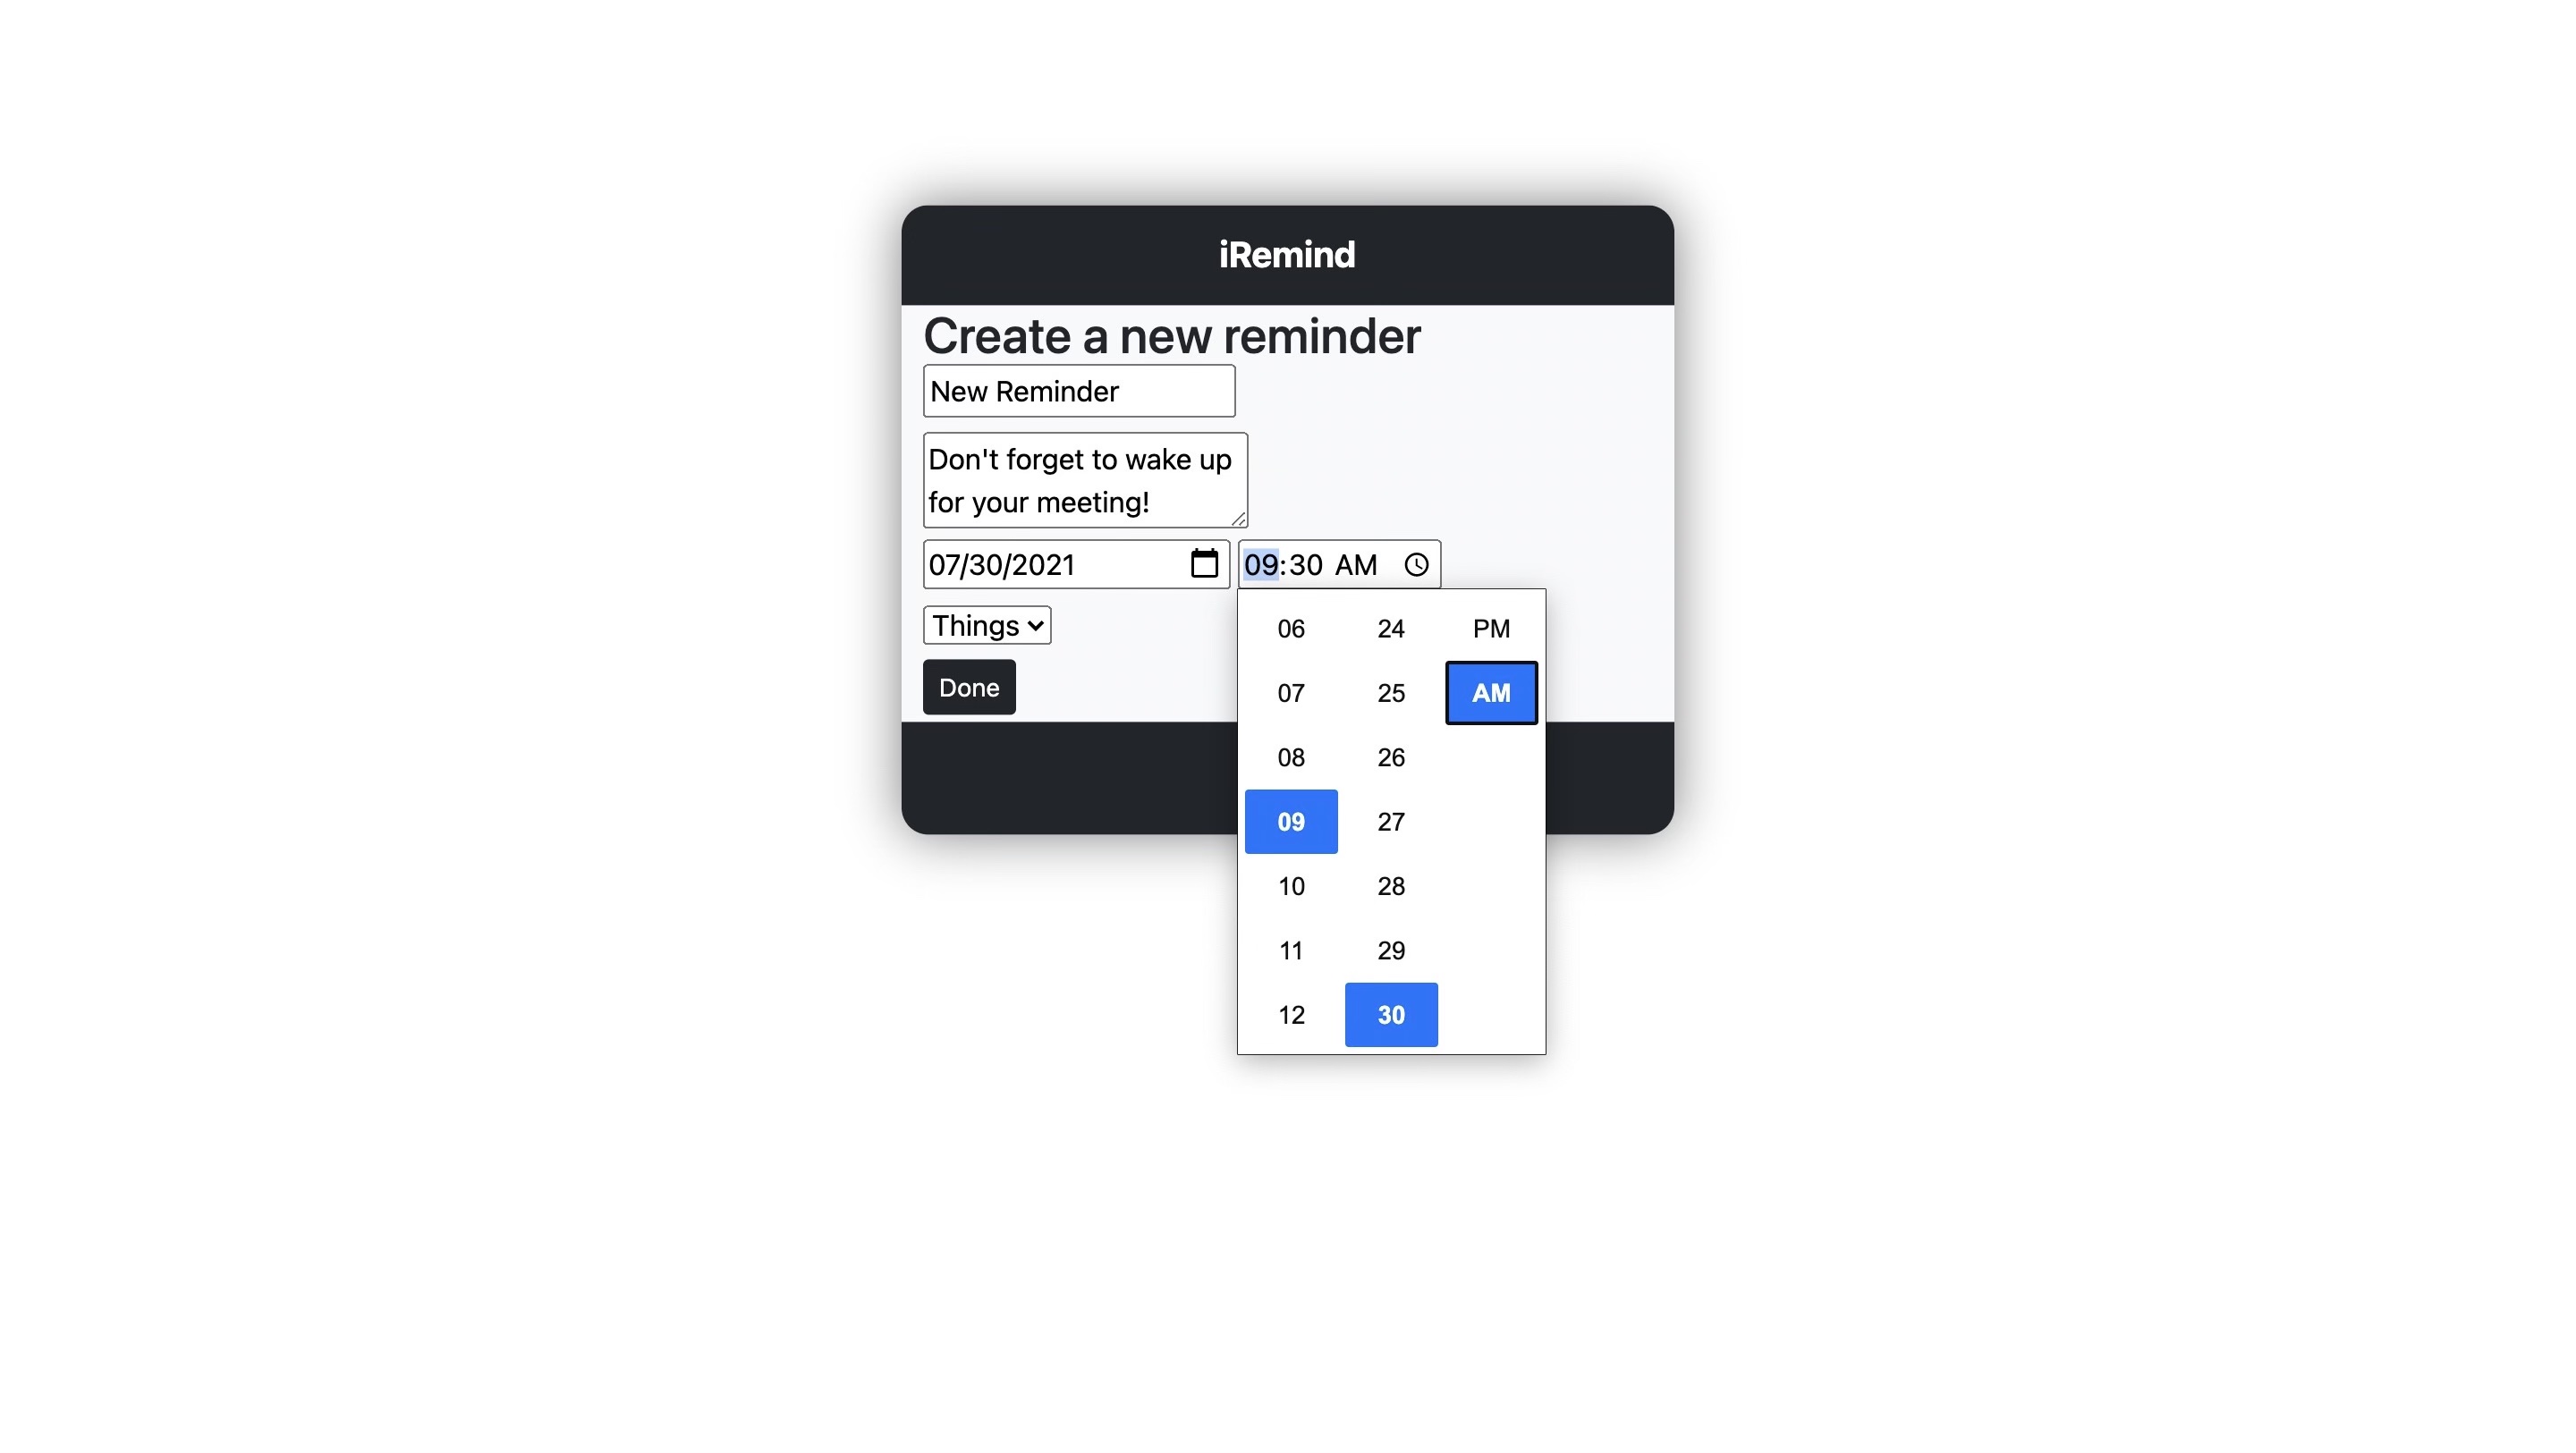 iRemind
Create a new reminder
New Reminder
Don't forget to wake up
for your meeting!
07/30/2021 09:30 AM
Things
Done
06 24 PM
07 25 AM
08 26
09 27
10 28
11 29
12 30